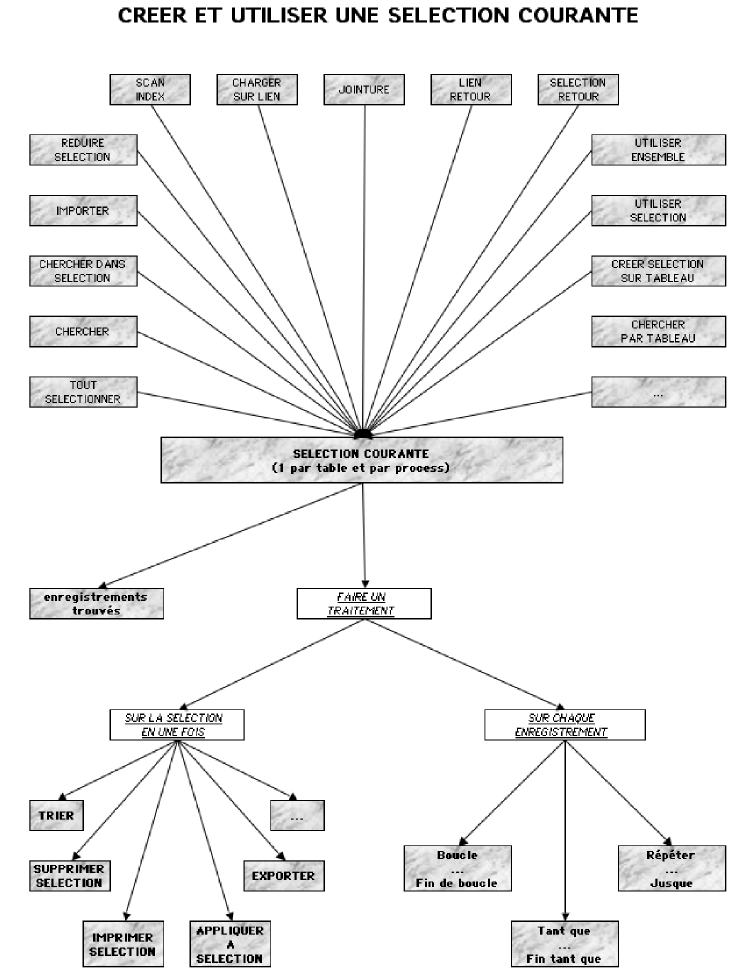 CREER ET UTILISER UNE SELECTION COURANTE
SCAN
INDEX
CHARGER
SUR LIEN
JOINTURE
LIEN
RETOUR
SELECTION
RETOUR
REDUIRE
SELECTION
UTILISER
ENSEMBLE
IMPORTER
UTILISER
SELECTION
CHERCHER DANS
SELECTION
CREER SELECTION
SUR TABLEAU
CHERCHER
CHERCHER
PAR TABLEAU
TOUT
SELECTIONNER
...
SELECTION COURANTE
(1 par table et par process)
enregistrements
trouvés
FAIRE UN
TRAITEMENT
SUR LA SELECTION
EN UNE FOIS
SUR CHAQUE
ENREGISTREMENT
TRIER
...
SUPPRIMER
SELECTION
EXPORTER
IMPRIMER
SELECTION
APPLIQUER
A
SELECTION
Boucle
...
Fin de boucle
Répéter
...
Jusque
Tant que
...
Fin tant que